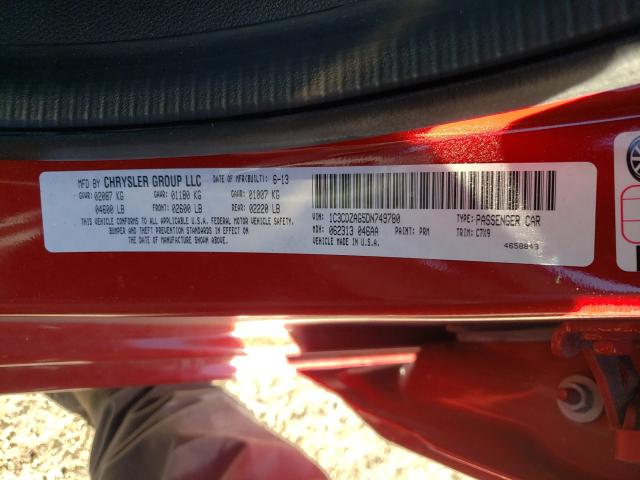 MFD BY CHRYSLER GROUP LLC DATE OF MFR(BUILT): 6-13
GVWR: 02087 KG GAWR: 01180 KG GAWR: 01007 KG
04600 LB FRONT: 02600 LB REAR: 02220 LB
THIS VEHICLE CONFORMS TO ALL APPLICABLE U.S.A. FEDERAL MOTOR VEHICLE SAFETY
BUMPER AND THEFT PREVENTION STANDARDS IN EFFECT ON
THE DATE OF MANUFACTURE SHOWN ABOVE.
VIN: 1C3CDZAG5DN749780 TYPE: PASSENGER CAR
MDH: 062313 046AA PAINT: PRM TRIM: C7X9
VEHICLE MADE IN U.S.A. 4658849